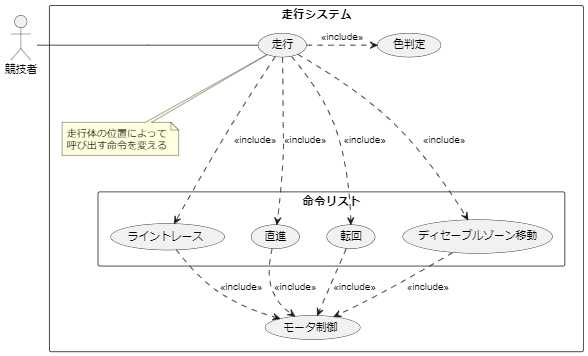 走行システム
競技者
走行
«include»
色判定
走行体の位置によって
呼び出す命令を変える
«include»
«include»
«include»
«include»
命令リスト
ライントレース
直進
転回
ディセーブルゾーン移動
«include»
«include»
«include»
«include»
モータ制御